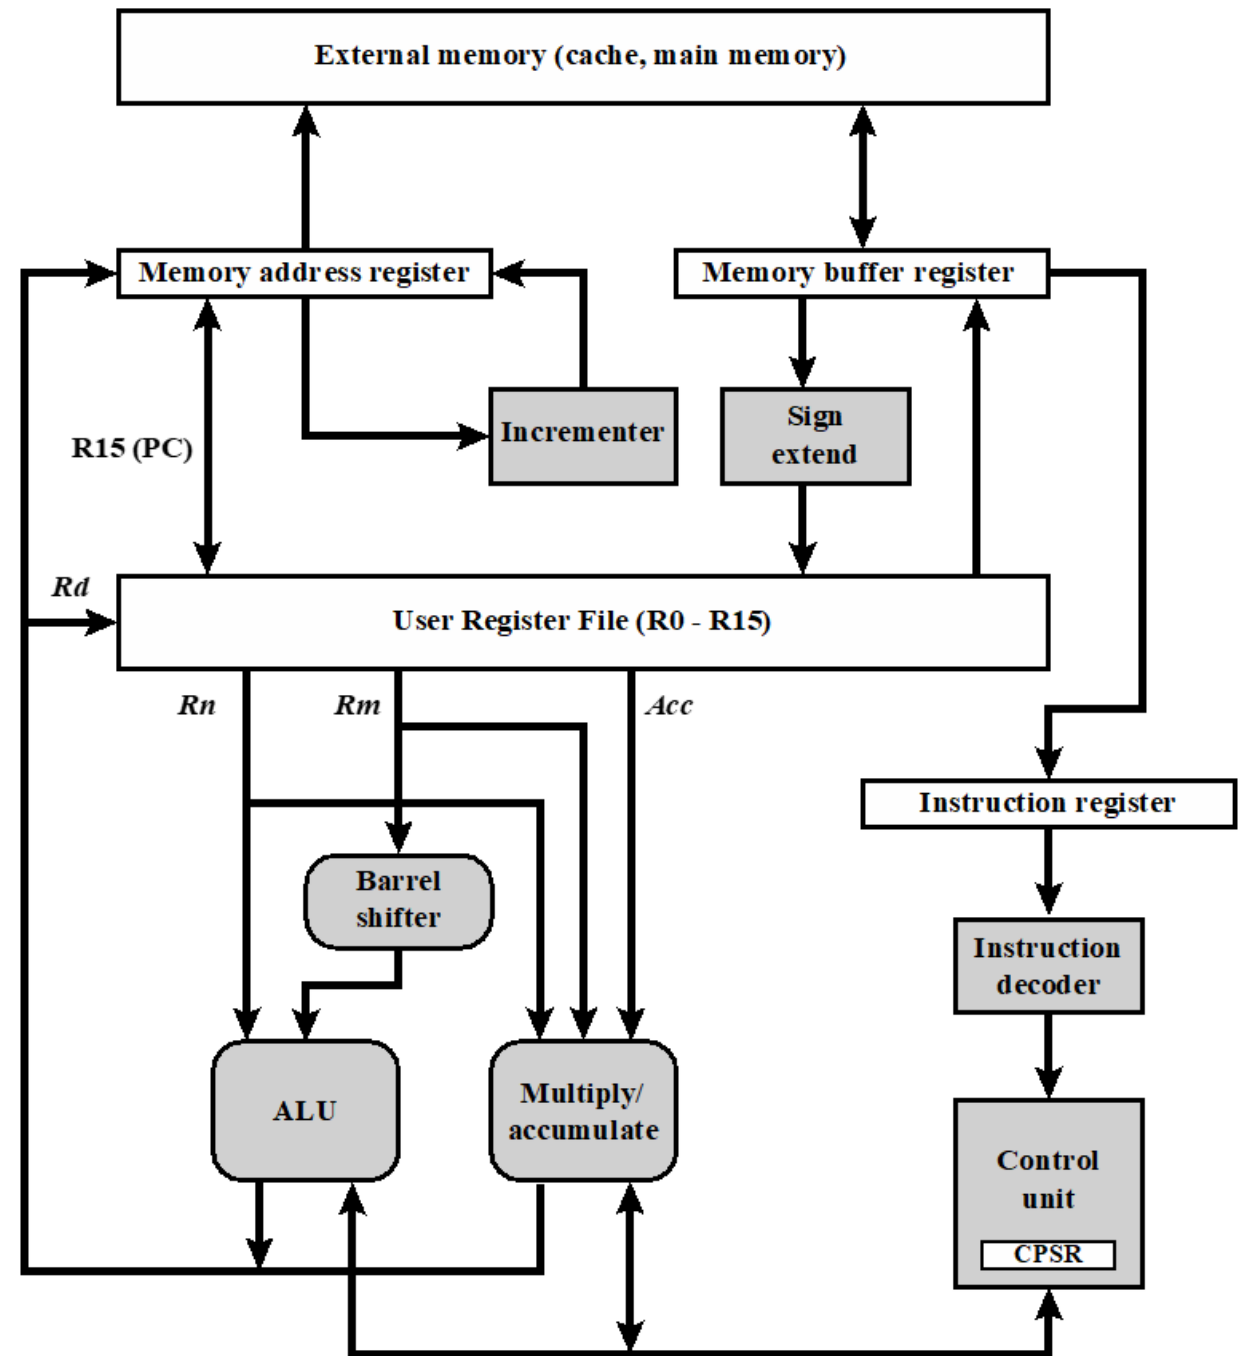 External memory (cache, main memory)
Memory address register
Memory buffer register
Incrementer
Sign
extend
R15 (PC)
Rd
User Register File (R0 - R15)
Rn
Rm
Acc
Instruction register
Barrel
shifter
Instruction
decoder
ALU
Multiply/
accumulate
Control
unit
CPSR